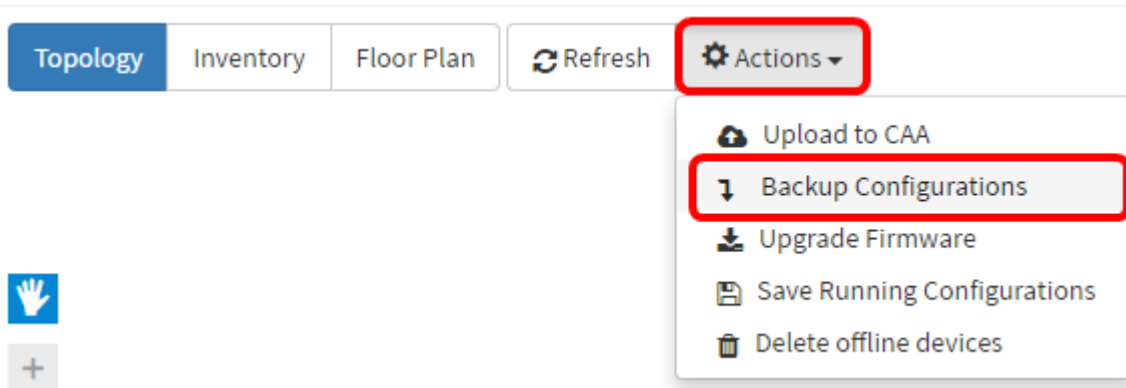 Topology Inventory Floor Plan Refresh Actions
Upload to CAA
Backup Configurations
Upgrade Firmware
Save Running Configurations
Delete offline devices
+